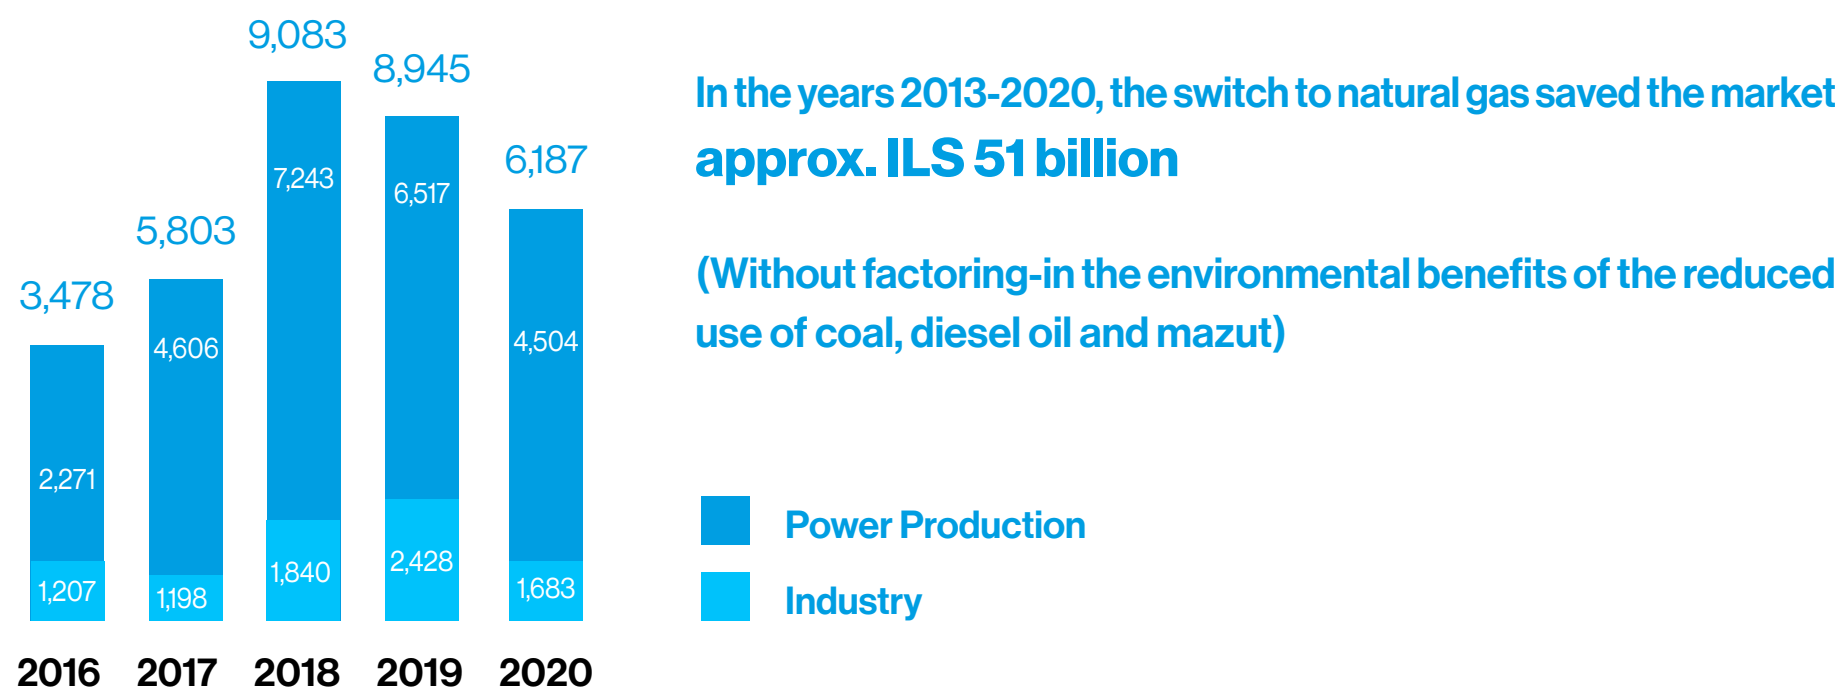 9,083
8,945
6,187
5,803
3,478
7,243
6,517
4,606
4,504
2,271
1,207
1,198
1,840
2,428
1,683
2016 2017 2018 2019 2020
In the years 2013-2020, the switch to natural gas saved the market
approx. ILS 51 billion
(Without factoring-in the environmental benefits of the reduced
use of coal, diesel oil and mazut)
Power Production
Industry